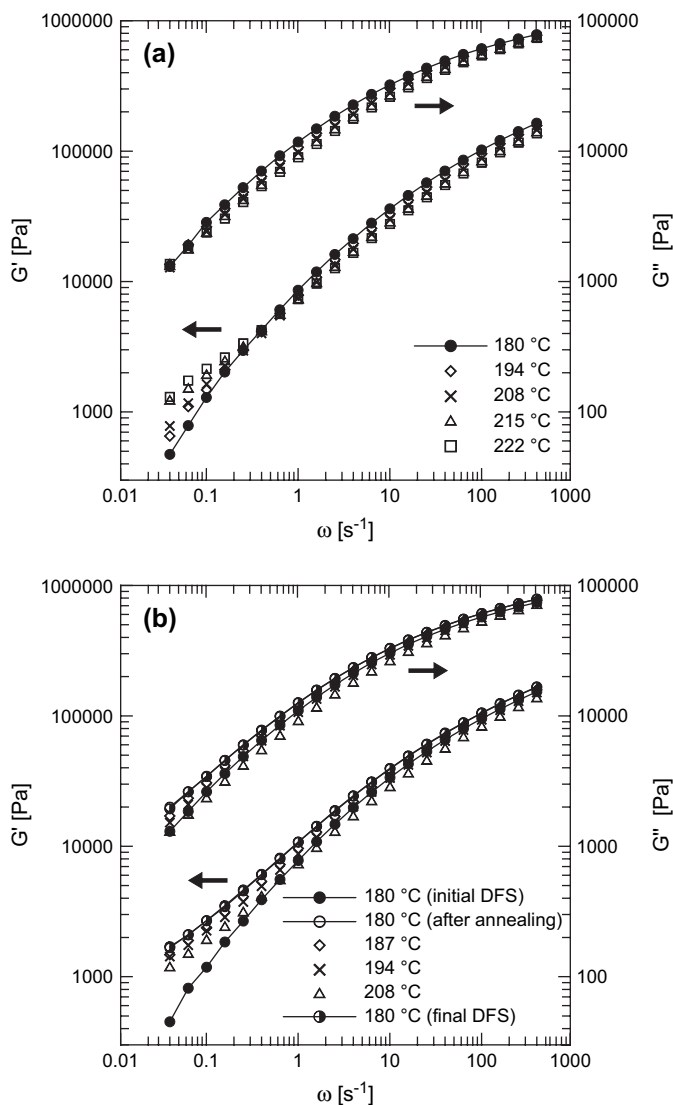 (a)
1000000
100000
10000
1000
G' [Pa]
100000
10000
1000
100
G'' [Pa]
180 °C
194 °C
208 °C
215 °C
222 °C
0.01
0.1
1
10
100
1000
ω [s-1]
(b)
1000000
100000
10000
1000
G' [Pa]
100000
10000
1000
100
G'' [Pa]
180 °C (initial DFS)
180 °C (after annealing)
187 °C
194 °C
208 °C
180 °C (final DFS)
0.01
0.1
1
10
100
1000
ω [s-1]